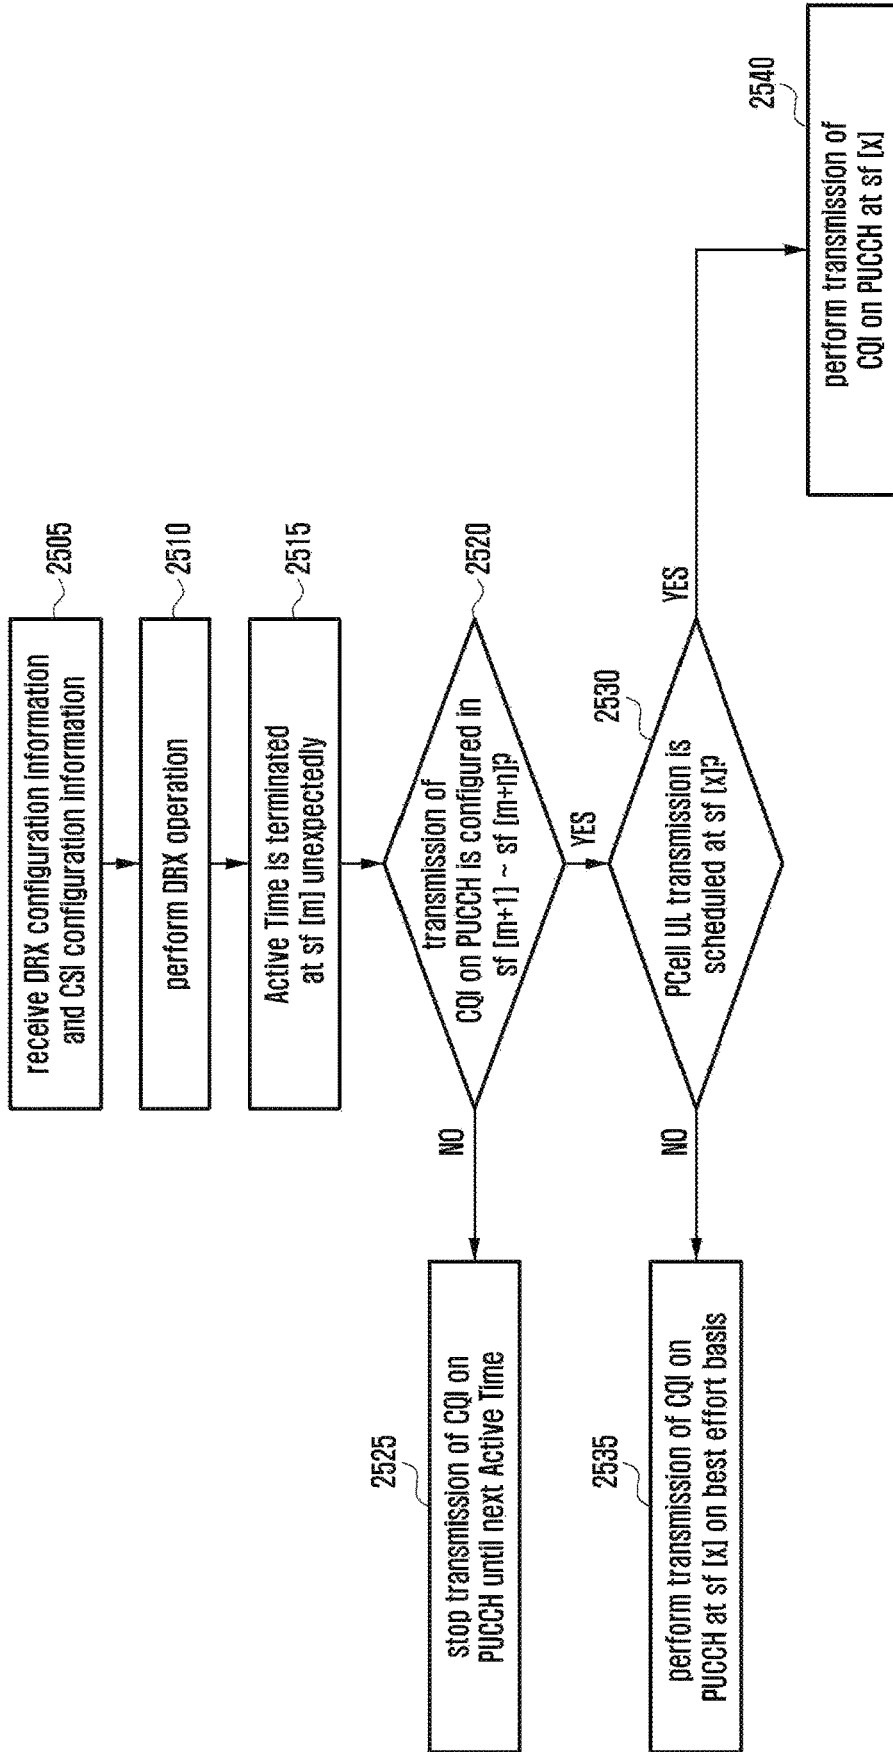 receive DRX configuration information
and CSI configuration information
2505
perform DRX operation
2510
Active Time is terminated
at sf [m] unexpectedly
2515
transmission of
CQI on PUCCH is configured in
sf [m+1] ~ sf [m+n]?
2520
NO
YES
stop transmission of CQI on
PUCCH until next Active Time
2525
PCell UL transmission is
scheduled at sf [x]?
2530
NO
YES
perform transmission of CQI on
PUCCH at sf [x] on best effort basis
2535
perform transmission of
CQI on PUCCH at sf [x]
2540